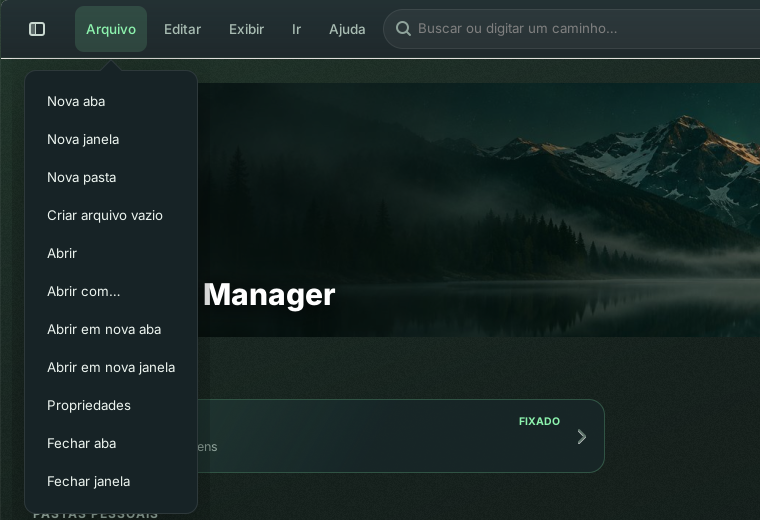 Arquivo Editar Exibir Ir Ajuda Buscar ou digitar um caminho...
Nova aba
Nova janela
Nova pasta
Criar arquivo vazio
Abrir
Abrir com...
Abrir em nova aba
Abrir em nova janela
Propriedades
Fechar aba
Fechar janela
Manager
FIXADO
ens
PASTAS PESSOAIS